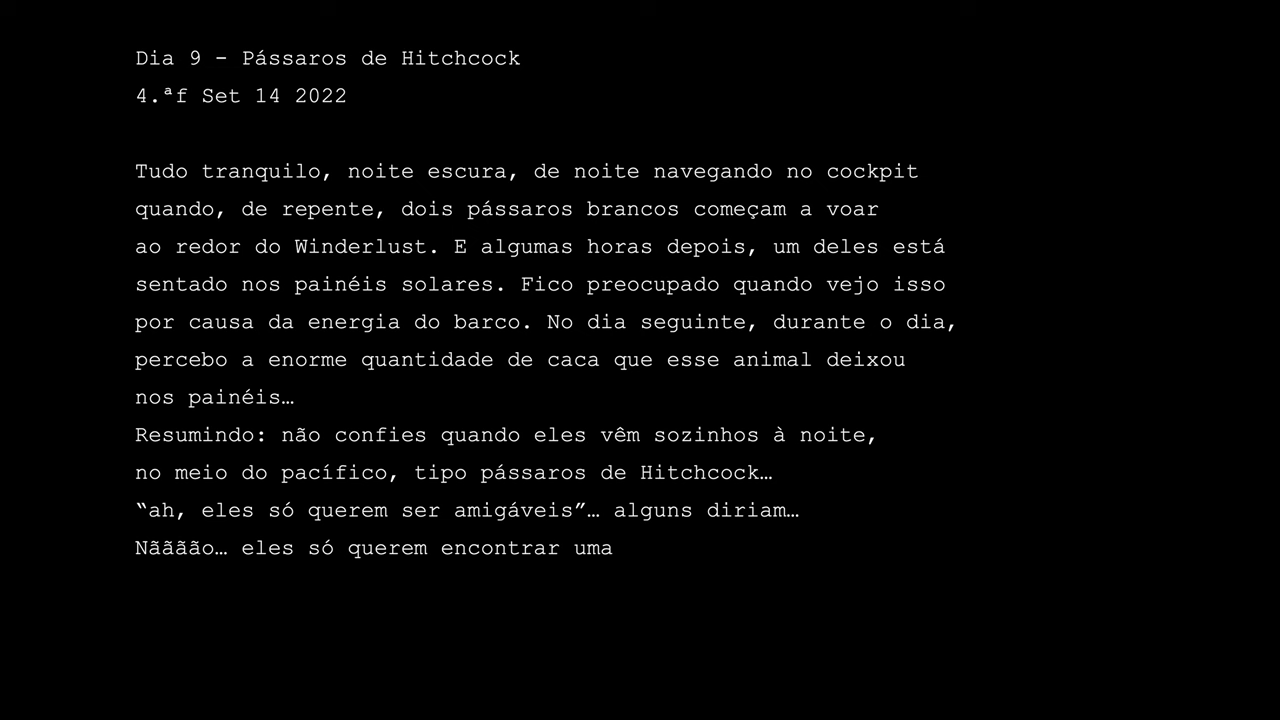 Dia 9 - Pássaros de Hitchcock
4.ªf Set 14 2022
Tudo tranquilo, noite escura, de noite navegando no cockpit
quando, de repente, dois pássaros brancos começam a voar
ao redor do Winderlust. E algumas horas depois, um deles está
sentado nos painéis solares. Fico preocupado quando vejo isso
por causa da energia do barco. No dia seguinte, durante o dia,
percebo a enorme quantidade de caca que esse animal deixou
nos painéis…
Resumindo: não confies quando eles vêm sozinhos à noite,
no meio do pacífico, tipo pássaros de Hitchcock…
“ah, eles só querem ser amigáveis”… alguns diriam…
Nããããο… eles só querem encontrar uma